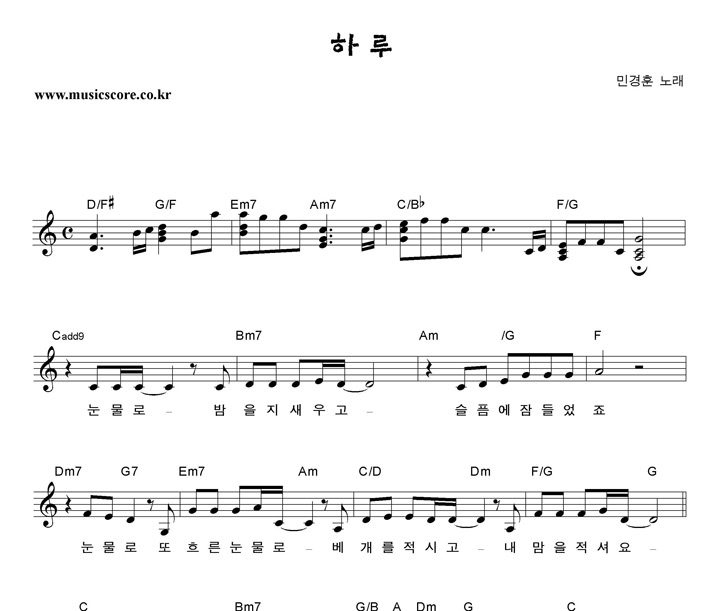 하 루
민경훈 노래
www.musicscore.co.kr
D/F# G/F Em7 Am7 C/Bb F/G
Cadd9 Bm7 Am /G F
눈 물 로 – 밤 을 지 새 우 고 – 슬 픔 에 잠 들 었 죠
Dm7 G7 Em7 Am C/D Dm F/G G
눈 물 로 또 흐 른 눈 물 로 – 베 개 를 적 시 고 – 내 맘 을 적 셔 요 –
C Bm7 G/B A Dm G C